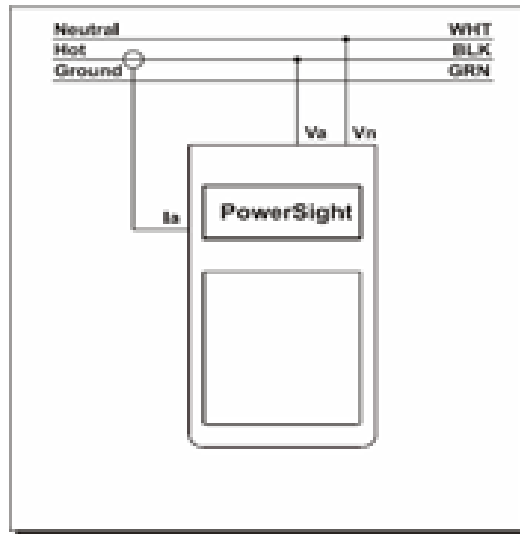 Neutral WHT
Hot BLK
Ground GRN
Va Vn
Ia
PowerSight